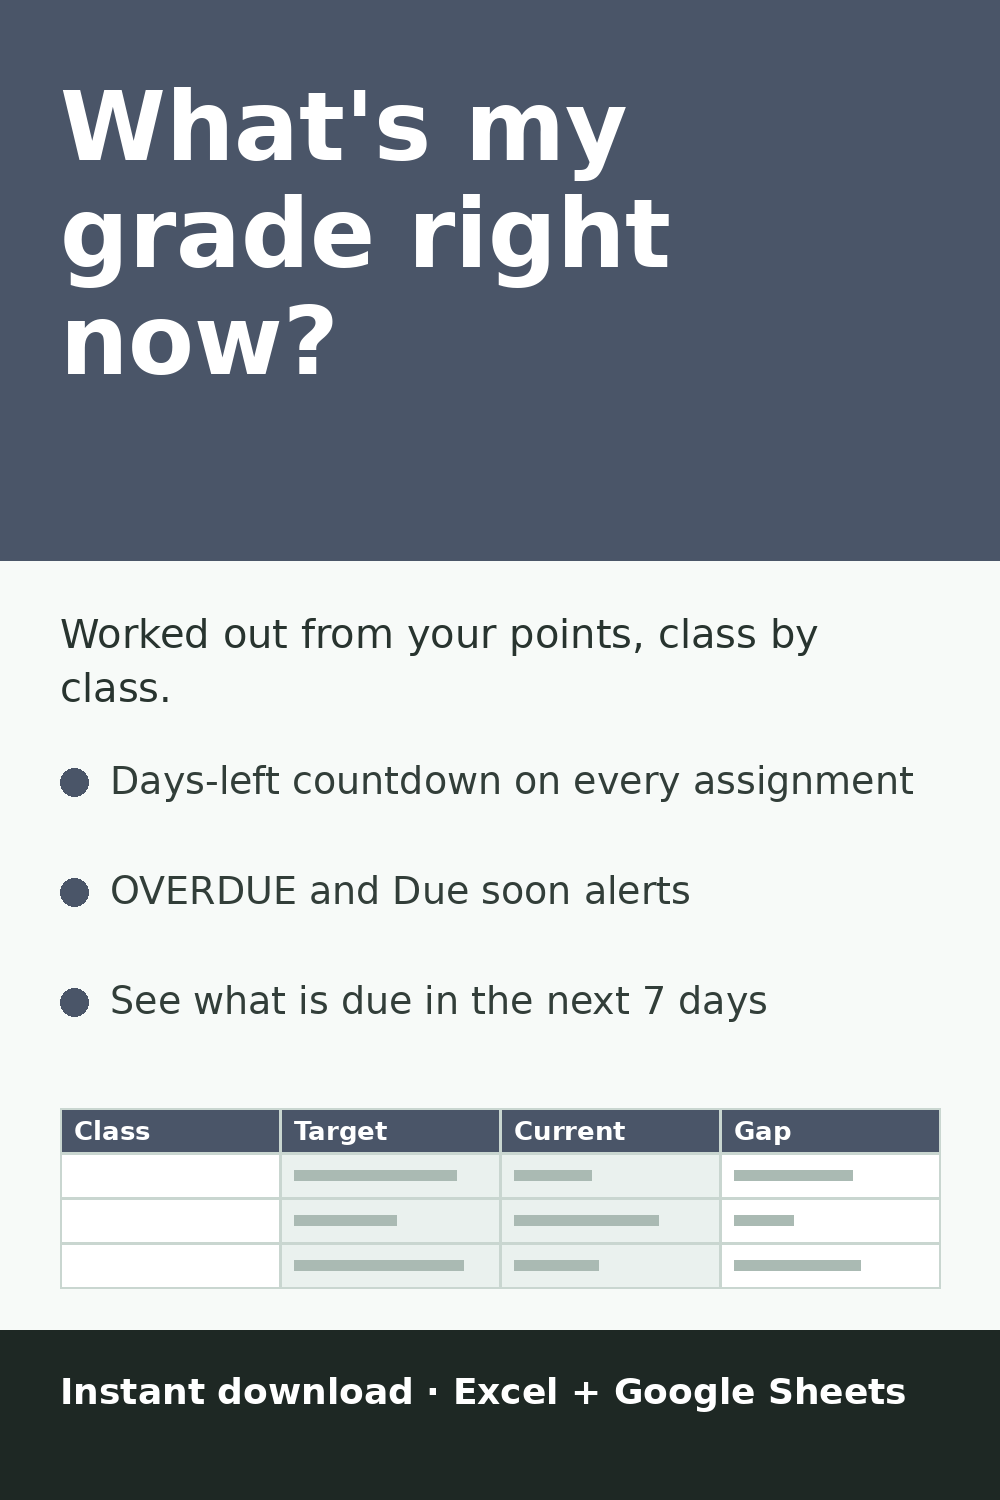 What's my
grade right
now?
Worked out from your points, class by
class.
Days-left countdown on every assignment
OVERDUE and Due soon alerts
See what is due in the next 7 days
Class Target Current Gap
Instant download · Excel + Google Sheets